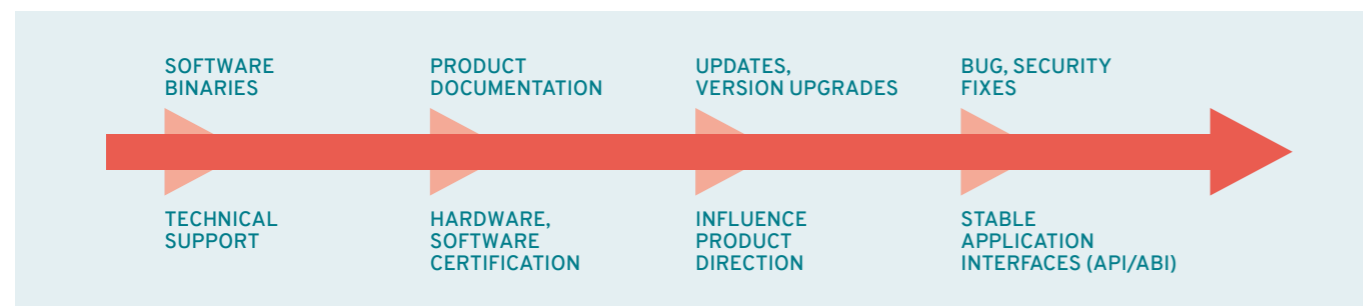 SOFTWARE
BINARIES
PRODUCT
DOCUMENTATION
UPDATES,
VERSION UPGRADES
BUG, SECURITY
FIXES
TECHNICAL
SUPPORT
HARDWARE,
SOFTWARE
CERTIFICATION
INFLUENCE
PRODUCT
DIRECTION
STABLE
APPLICATION
INTERFACES (API/ABI)